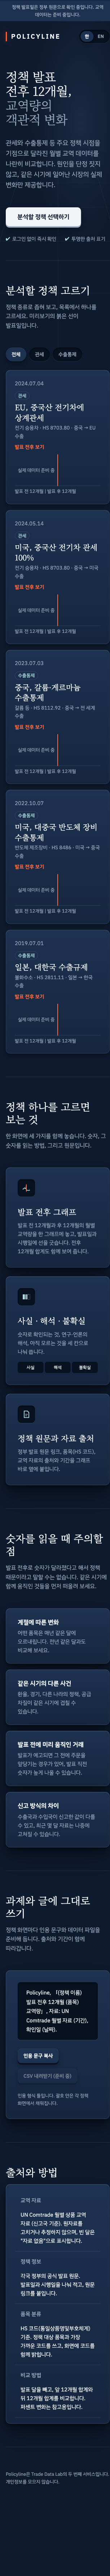 정책 발표일은 정부 원문으로 확인 중입니다. 교역
데이터는 준비 중입니다.
POLICYLINE
한 EN
정책 발표
전후 12개월,
교역량의
객관적 변화
관세와 수출통제 등 주요 정책 시점을
기점으로 달라진 월별 교역 데이터를
나란히 비교합니다. 원인을 단정 짓지
않고, 같은 시기에 일어난 시장의 실제
변화만 제공합니다.
분석할 정책 선택하기
✔ 로그인 없이 즉시 확인 ✔ 투명한 출처 표기
분석할 정책 고르기
정책 종류로 좁혀 보고, 목록에서 하나를
고르세요. 미리보기의 붉은 선이
발표일입니다.
전체 관세 수출통제
2024.07.04
관세
EU, 중국산 전기차에
상계관세
전기 승용차 · HS 8703.80 · 중국 → EU
수출
발표 전후 보기
실제 데이터 준비 중
발표 전 12개월 | 발표 후 12개월
2024.05.14
관세
미국, 중국산 전기차 관세
100%
전기 승용차 · HS 8703.80 · 중국 → 미국
수출
발표 전후 보기
실제 데이터 준비 중
발표 전 12개월 | 발표 후 12개월
2023.07.03
수출통제
중국, 갈륨·게르마늄
수출통제
갈륨 등 · HS 8112.92 · 중국 → 전 세계
수출
발표 전후 보기
실제 데이터 준비 중
발표 전 12개월 | 발표 후 12개월
2022.10.07
수출통제
미국, 대중국 반도체 장비
수출통제
반도체 제조장비 · HS 8486 · 미국 → 중국
수출
발표 전후 보기
실제 데이터 준비 중
발표 전 12개월 | 발표 후 12개월
2019.07.01
수출통제
일본, 대한국 수출규제
불화수소 · HS 2811.11 · 일본 → 한국
수출
발표 전후 보기
실제 데이터 준비 중
발표 전 12개월 | 발표 후 12개월
정책 하나를 고르면
보는 것
한 화면에 세 가지를 함께 놓습니다. 숫자, 그
숫자를 읽는 방법, 그리고 원문입니다.
발표 전후 그래프
발표 전 12개월과 후 12개월의 월별
교역량을 한 그래프에 놓고, 발표일과
시행일에 선을 긋습니다. 전후
12개월 합계도 함께 보여 줍니다.
사실 · 해석 · 불확실
숫자로 확인되는 것, 연구·언론의
해석, 아직 모르는 것을 세 칸으로
나눠 씁니다.
사실 해석 불확실
정책 원문과 자료 출처
정부 발표 원문 링크, 품목(HS 코드),
교역 자료의 출처와 기간을 그래프
바로 옆에 붙입니다.
숫자를 읽을 때 주의할
점
발표 전후로 숫자가 달라졌다고 해서 정책
때문이라고 말할 수는 없습니다. 같은 시기에
함께 움직인 것들을 먼저 떠올려 보세요.
계절에 따른 변화
어떤 품목은 매년 같은 달에
오르내립니다. 전년 같은 달과도
비교해 보세요.
같은 시기의 다른 사건
환율, 경기, 다른 나라의 정책, 공급
차질이 같은 시기에 겹칠 수
있습니다.
발표 전에 미리 움직인 거래
발표가 예고되면 그 전에 주문을
앞당기는 경우가 있어, 발표 직전
숫자가 높게 나올 수 있습니다.
신고 방식의 차이
수출국과 수입국이 신고한 값이 다를
수 있고, 최근 몇 달 자료는 나중에
고쳐질 수 있습니다.
과제와 글에 그대로
쓰기
정책 화면마다 인용 문구와 데이터 파일을
준비해 둡니다. 출처와 기간이 함께
따라갑니다.
Policyline, 「(정책 이름)
발표 전후 12개월 (품목)
교역량」, 자료: UN
Comtrade 월별 자료 (기간),
확인일 (날짜).
인용 문구 복사
CSV 내려받기 (준비 중)
인용 형식 틀입니다. 괄호 안은 각 정책
화면에서 채워집니다.
출처와 방법
교역 자료
UN Comtrade 월별 상품 교역
자료 (신고국 기준). 원자료를
고치거나 추정하지 않으며, 빈 달은
"자료 없음"으로 표시합니다.
정책 정보
각국 정부의 공식 발표 원문.
발표일과 시행일을 나눠 적고, 원문
링크를 붙입니다.
품목 분류
HS 코드(통일상품명및부호체계)
기준. 정책 대상 품목과 가장
가까운 코드를 쓰고, 화면에 코드를
함께 밝힙니다.
비교 방법
발표 달을 빼고, 앞 12개월 합계와
뒤 12개월 합계를 비교합니다.
퍼센트 변화는 참고용입니다.
Policyline은 Trade Data Lab의 두 번째 서비스입니다.
개인정보를 모으지 않습니다.